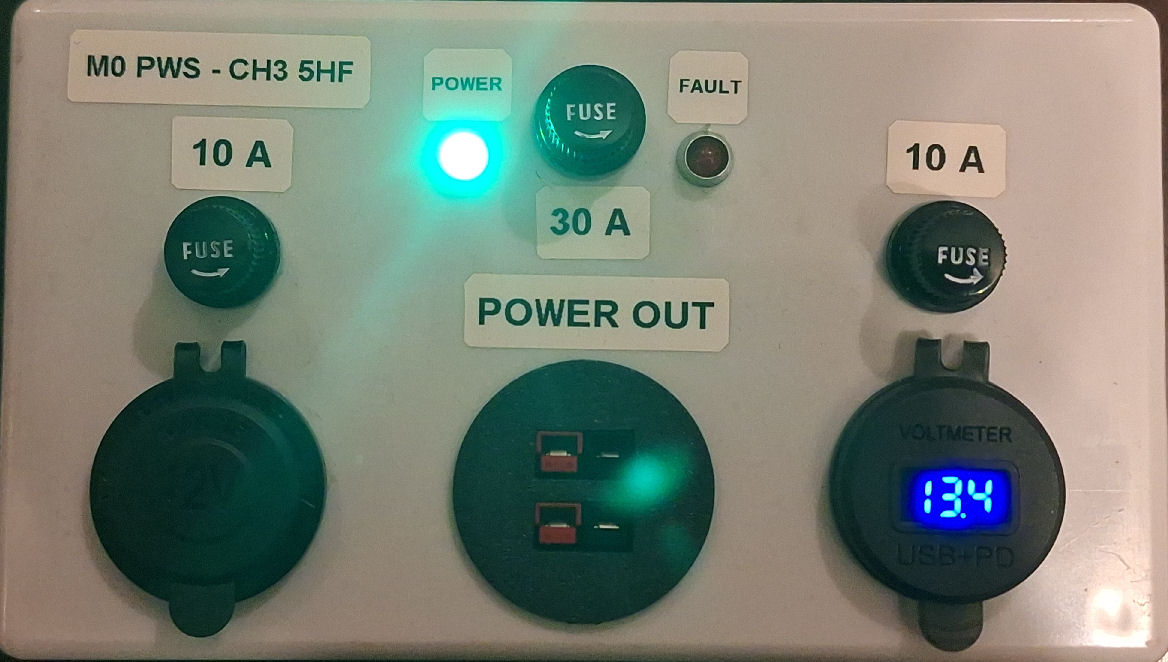 M0 PWS - CH3 5HF
POWER
FUSE
FAULT
10 A
10 A
30 A
FUSE
FUSE
POWER OUT
VOLTMETER
13.4
USB+PD